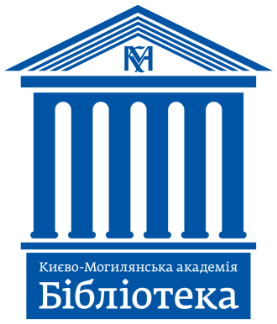 Києво-Могилянська академія
Бібліотека